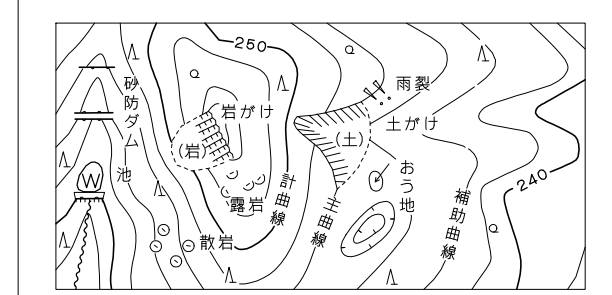 250
砂防ダム
岩がけ
雨裂
(土)
土がけ
(岩)
池
W
計曲線
主曲線
おう地
補助曲線
240
露岩
散岩